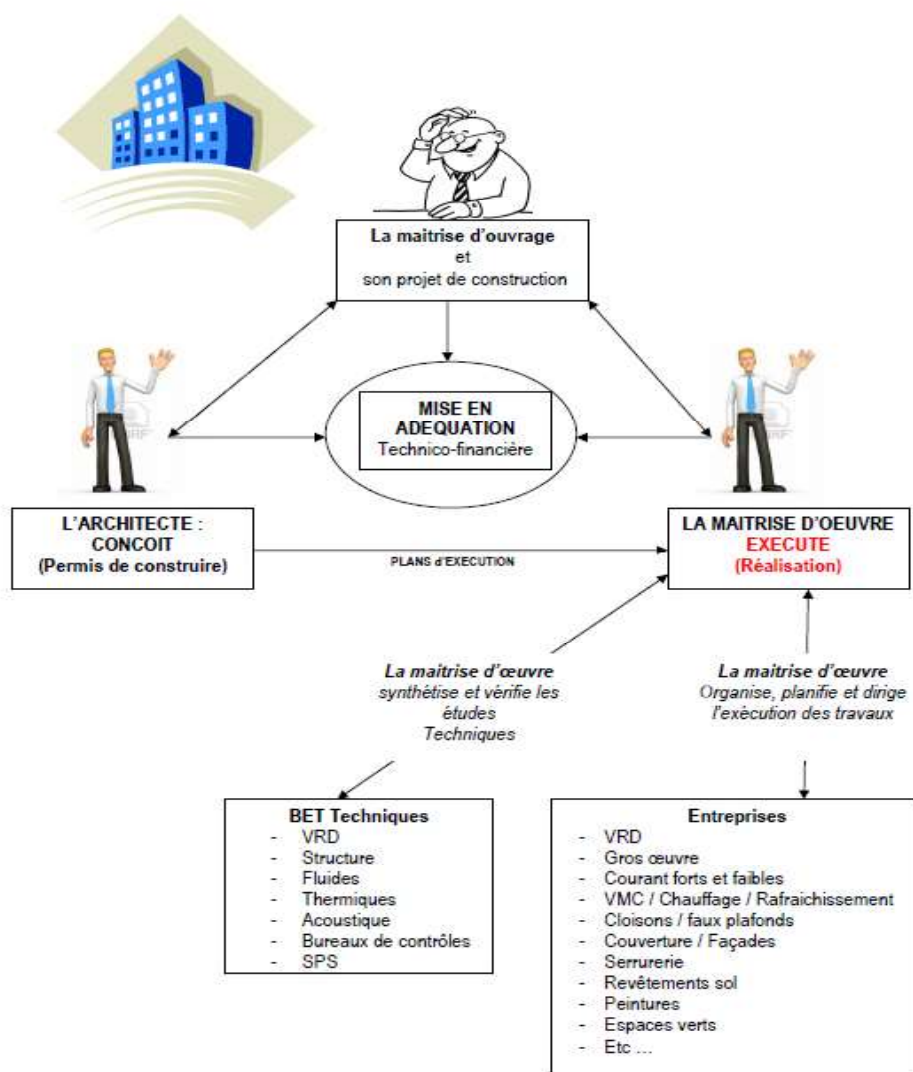 La maitrise d'ouvrage
et
son projet de construction
MISE EN
ADEQUATION
Technico-financière
L'ARCHITECTE :
CONCOIT
(Permis de construire)
PLANS d'EXECUTION
LA MAITRISE D'OEUVRE
EXECUTE
(Réalisation)
La maitrise d'œuvre
synthètise et vérifie les
études
Techniques
La maitrise d'œuvre
Organise, planifie et dirige
l'exècution des travaux
BET Techniques
- VRD
- Structure
- Fluides
- Thermiques
- Acoustique
- Bureaux de contrôles
- SPS
Entreprises
- VRD
- Gros œuvre
- Courant forts et faibles
- VMC / Chauffage / Rafraichissement
- Cloisons / faux plafonds
- Couverture / Façades
- Serrurerie
- Revêtements sol
- Peintures
- Espaces verts
- Etc ...